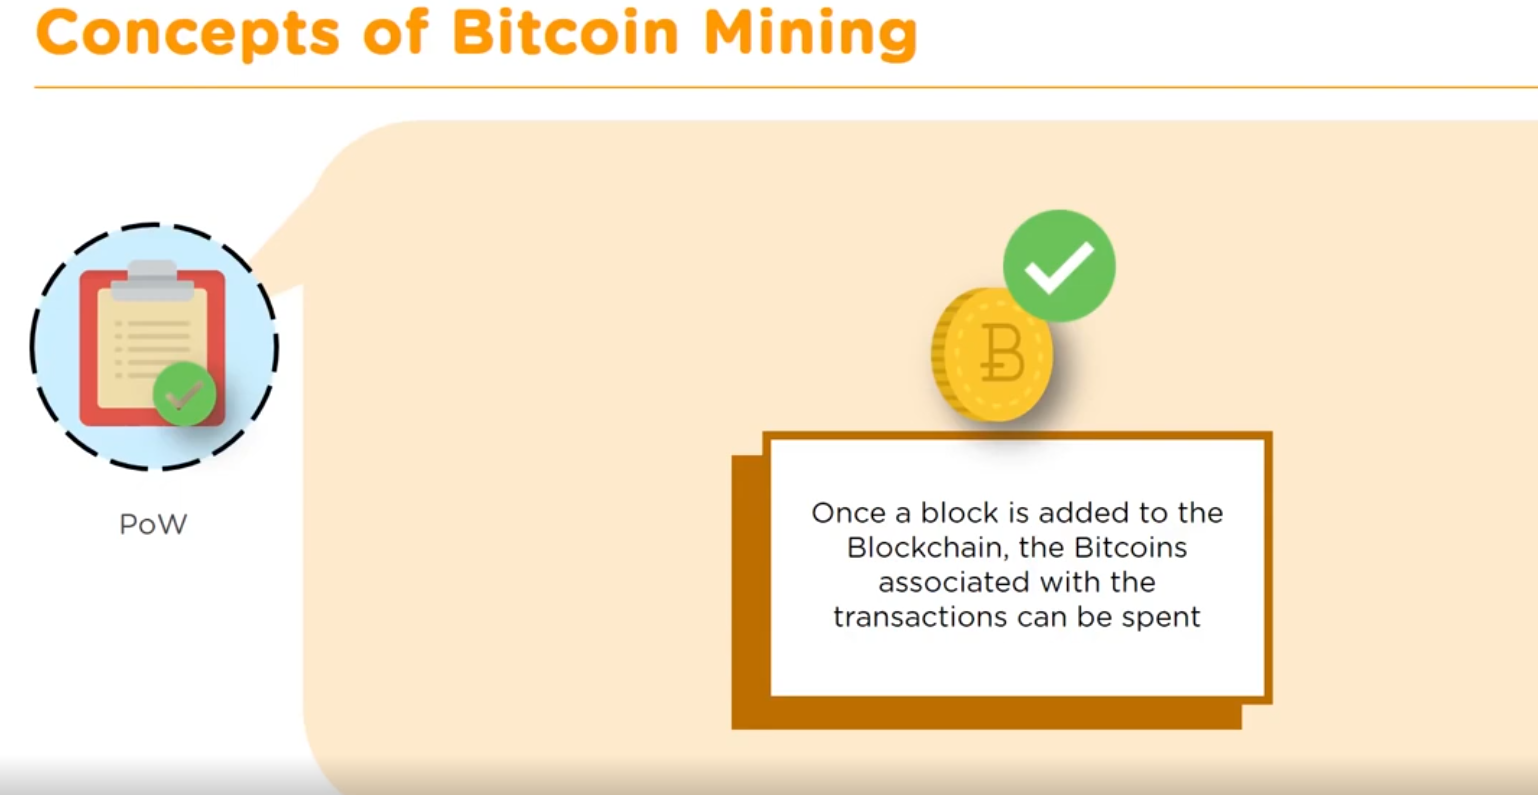 Concepts of Bitcoin Mining
PoW
Once a block is added to the
Blockchain, the Bitcoins
associated with the
transactions can be spent